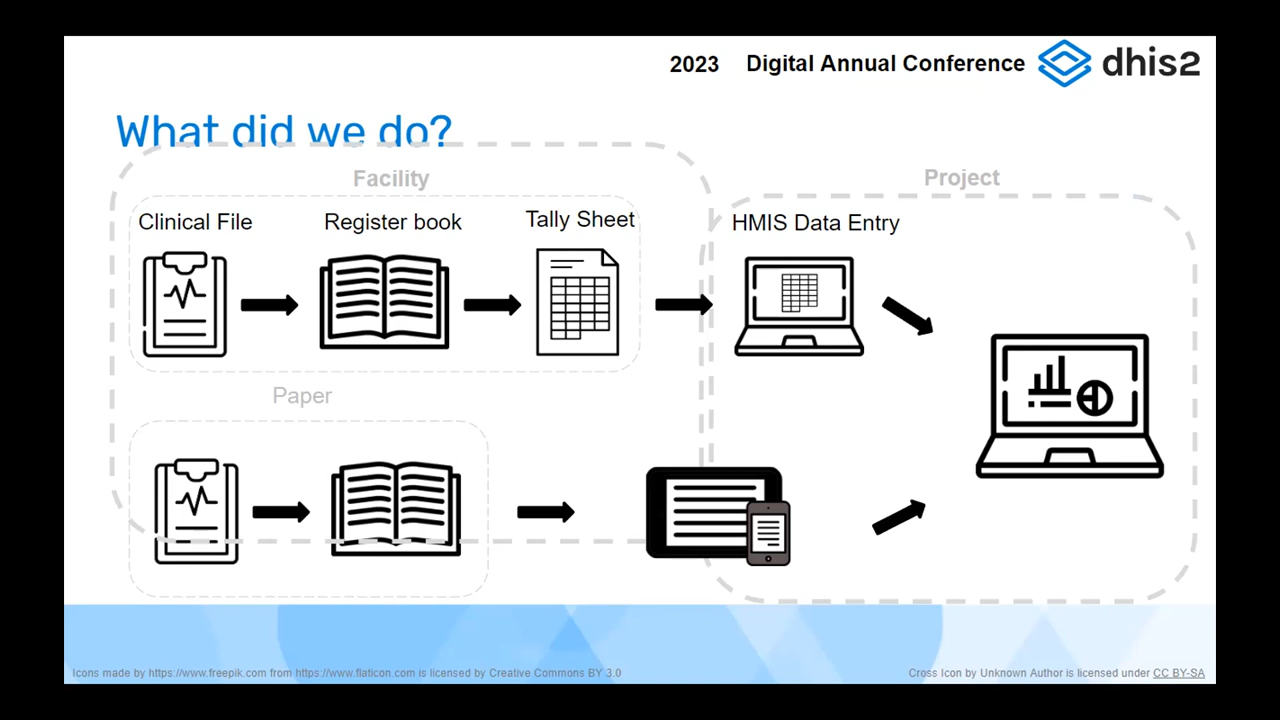 2023 Digital Annual Conference dhis2
What did we do?
Facility
Project
Clinical File
Register book
Tally Sheet
HMIS Data Entry
Paper
Icons made by https://www.freepik.com from https://www.flaticon.com is licensed by Creative Commons BY 3.0
Cross Icon by Unknown Author is licensed under CC BY-SA